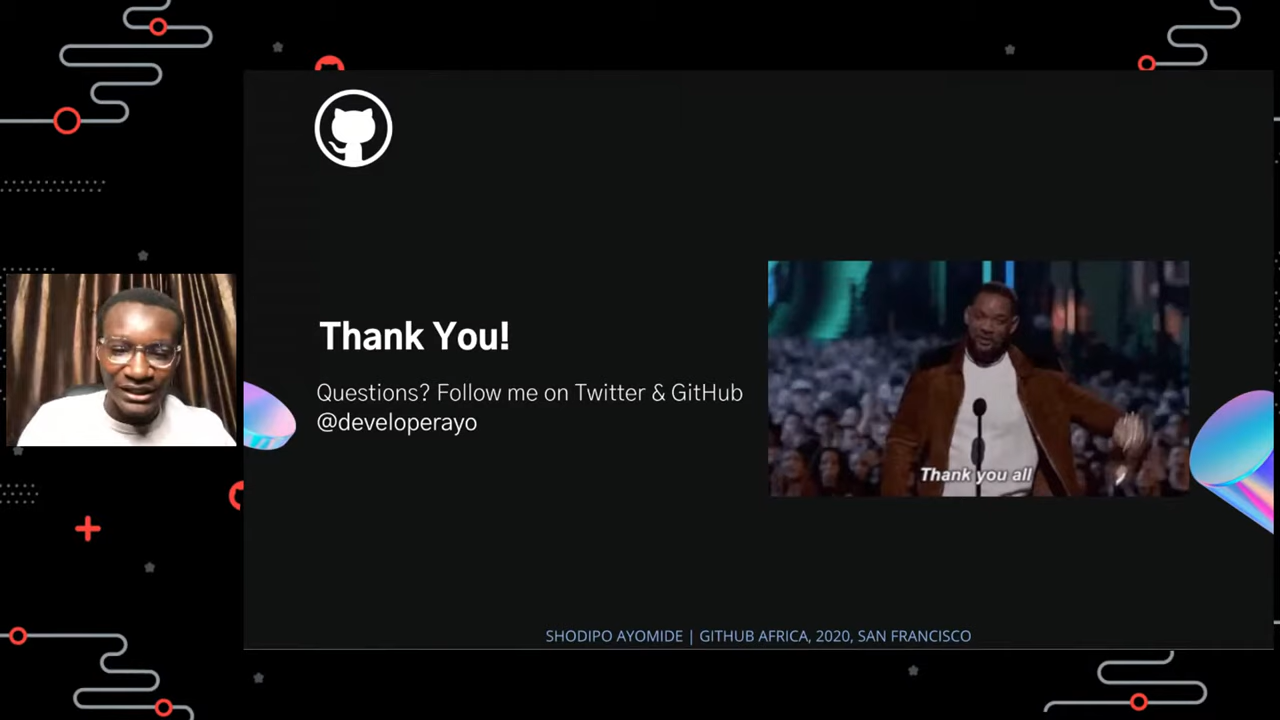 Thank You!
Questions? Follow me on Twitter & GitHub
@developerayo
Thank you all
SHODIPO AYOMIDE | GITHUB AFRICA, 2020, SAN FRANCISCO